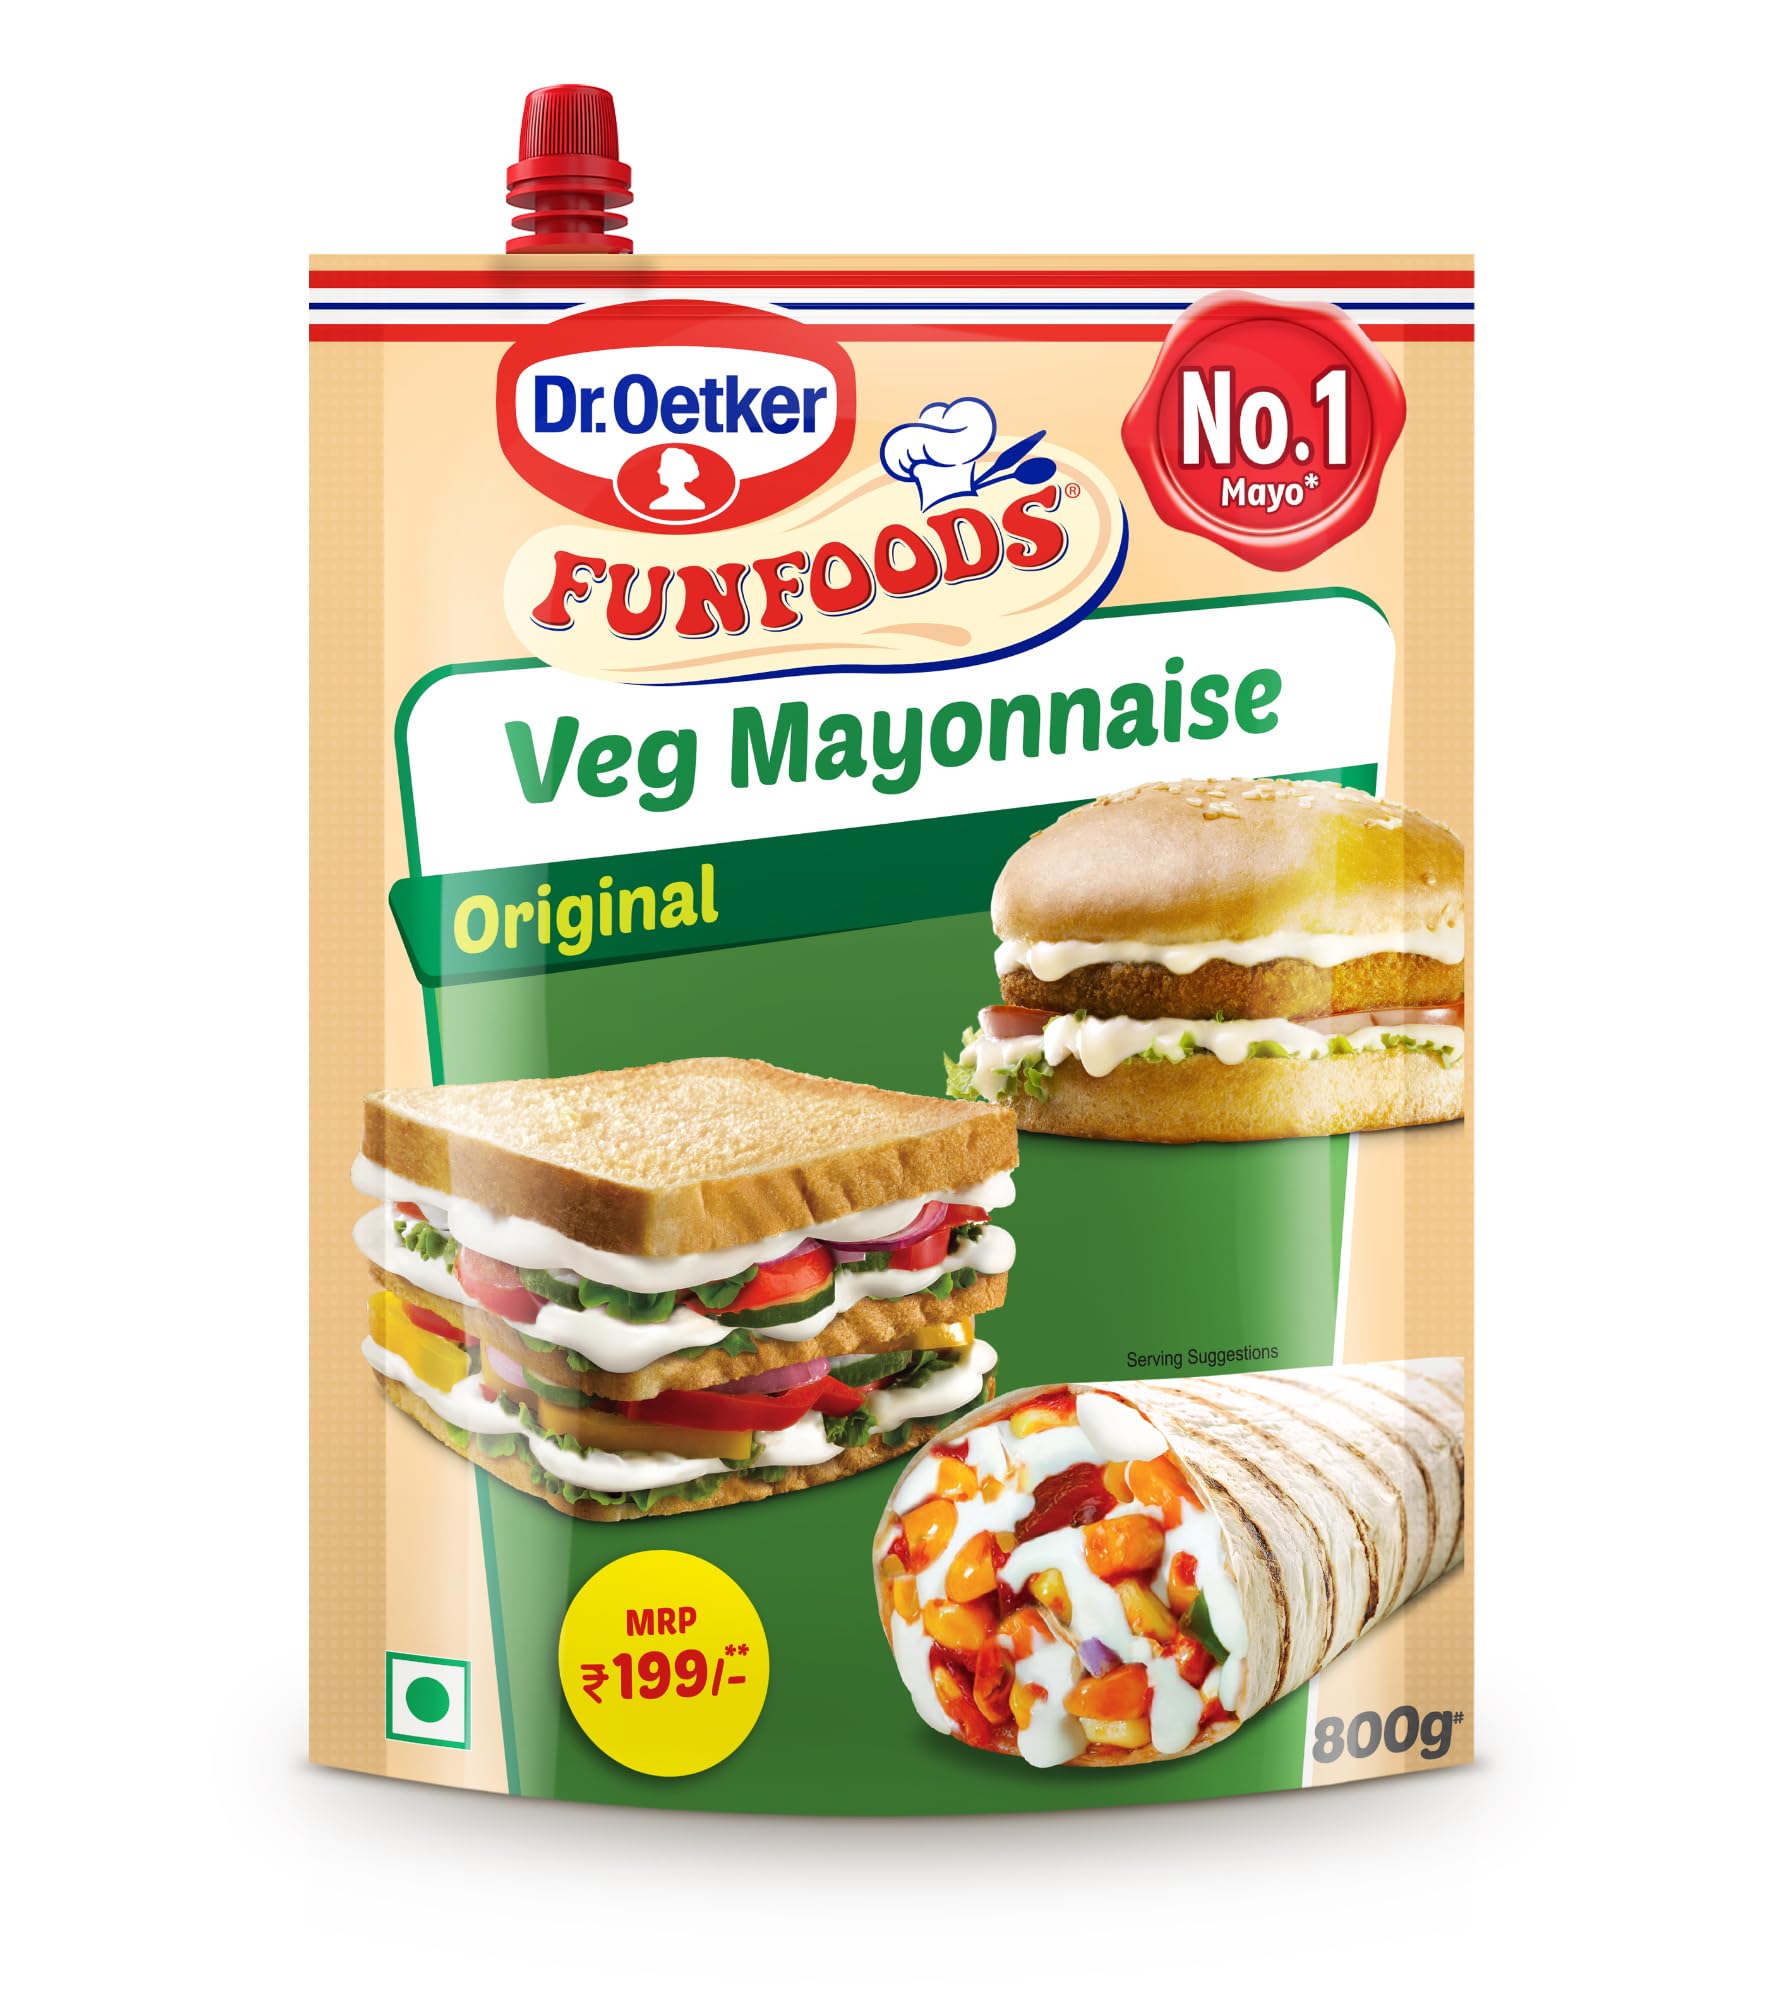 Dr.Oetker
FUNFOODS®
No.1
Mayo*
Veg Mayonnaise
Original
Serving Suggestions
MRP
₹199/-**
800g#